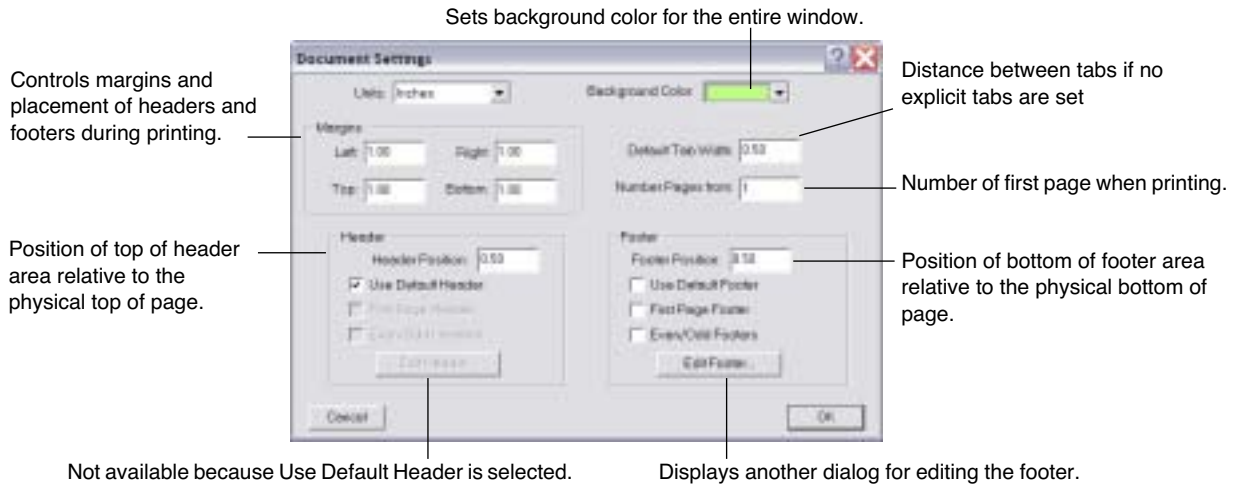 Sets background color for the entire window.
Document Settings
Controls margins and
placement of headers and
footers during printing.
Units: Inches
Background Color:
Distance between tabs if no
explicit tabs are set
Margins
Left: 1.00 Right: 1.00
Default Tab Width: 0.50
Top: 1.00 Bottom: 1.00
Number Pages from: 1
Number of first page when printing.
Position of top of header
area relative to the
physical top of page.
Header
Header Position: 0.50
Use Default Header
First Page Header
Footer
Footer Position: 0.50
Use Default Footer
First Page Footer
Even/Odd Footers
Edit Footer...
Position of bottom of footer area
relative to the physical bottom of
page.
Cancel
OK
Not available because Use Default Header is selected.
Displays another dialog for editing the footer.